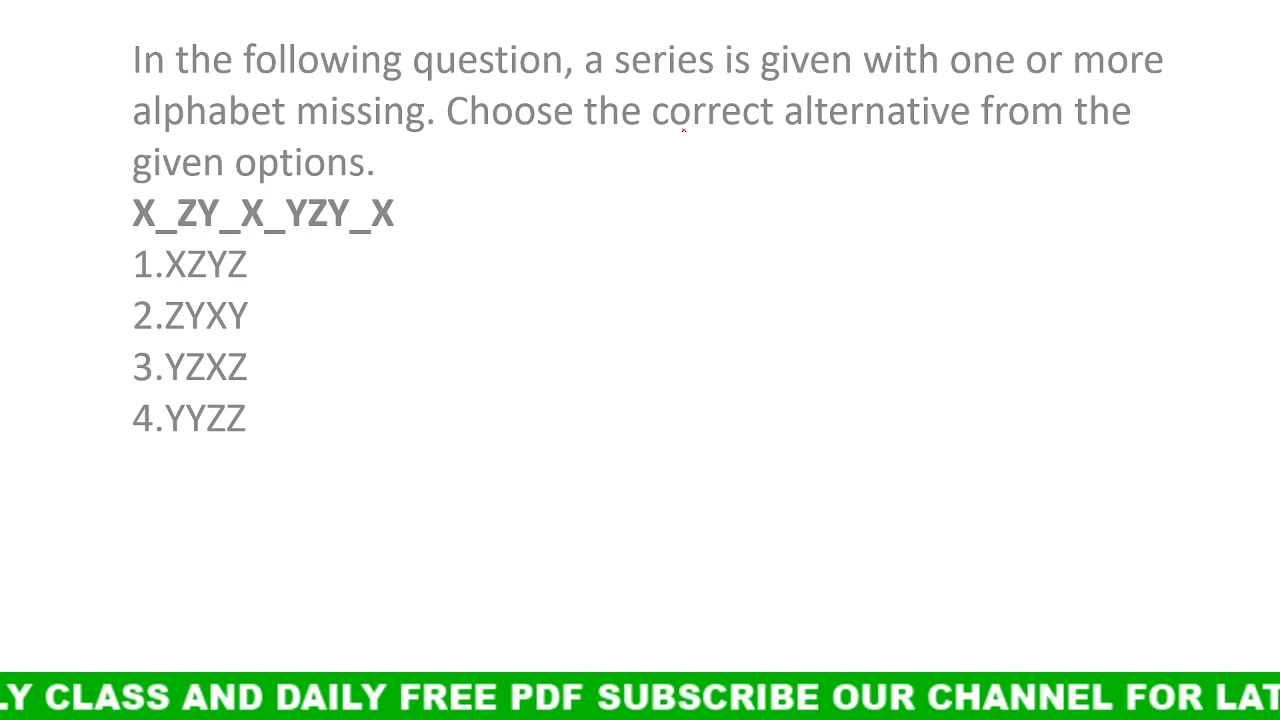 In the following question, a series is given with one or more
alphabet missing. Choose the correct alternative from the
given options.
X_ZY_X_YZY_X
1.XZYZ
2.ZYXY
3.YZXZ
4.YYZZ
LY CLASS AND DAILY FREE PDF SUBSCRIBE OUR CHANNEL FOR LAT